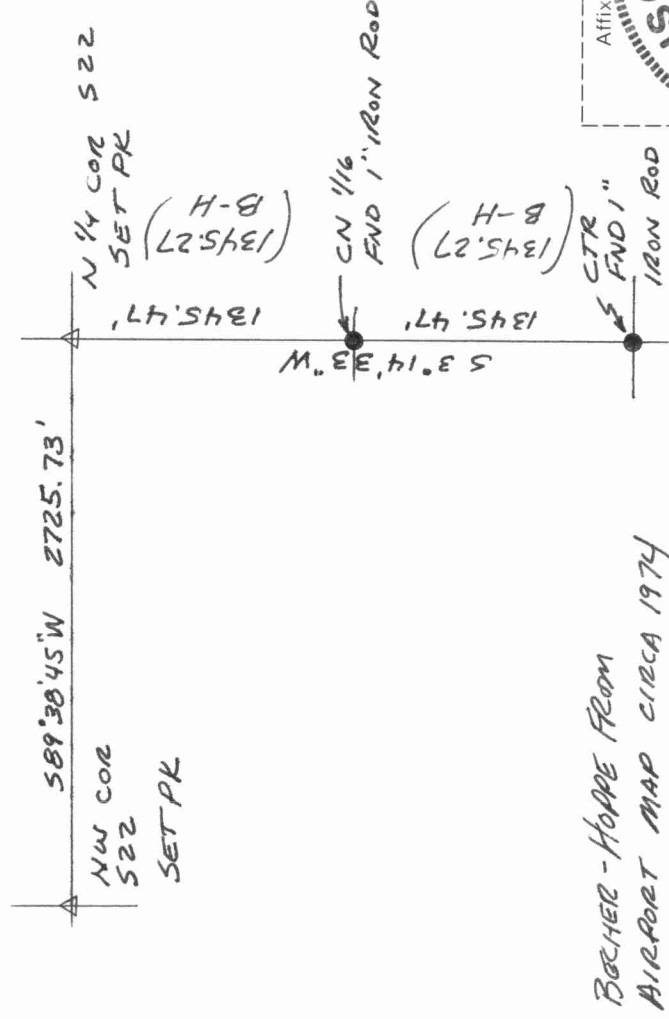 S89°38'45"W 2725.73'
NW COR
S22
SET PK
N 1/4 COR S22
SET PK
1345.47'
(1345.27
B-H)
CN 1/16
FND 1" IRON ROD
S 3°14'33" W
1345.47'
(1345.27
B-H)
CTR
FND 1"
IRON ROD
BECHER-HOPPE FROM
AIRPORT MAP CIRCA 1974
Affix